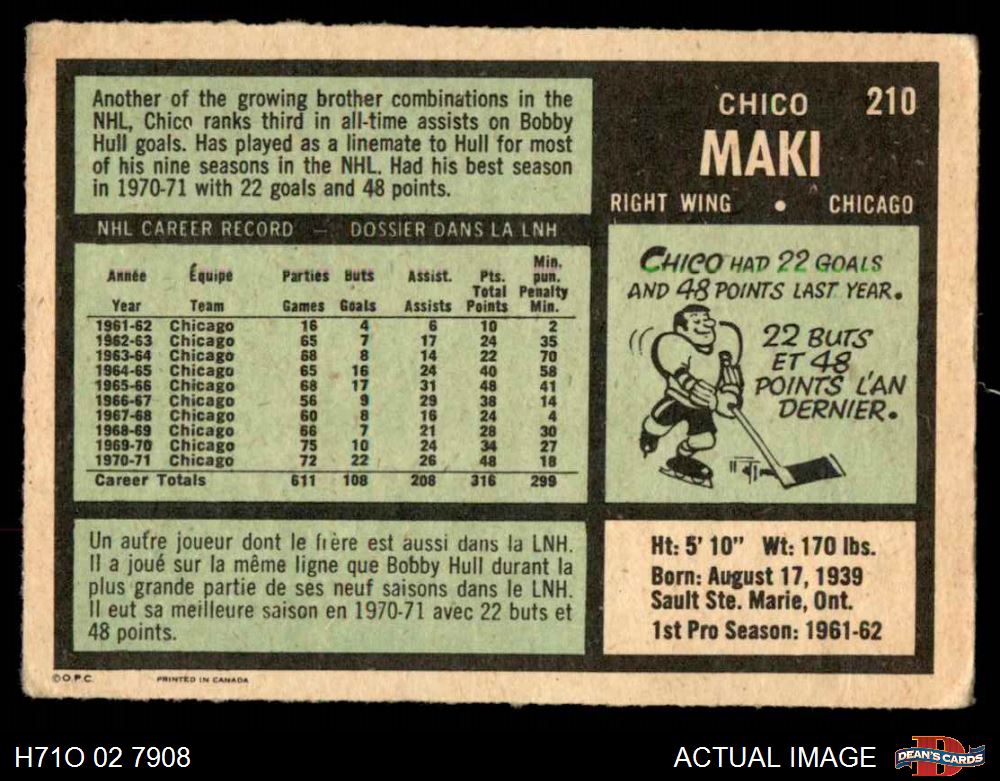 Another of the growing brother combinations in the
NHL, Chico ranks third in all-time assists on Bobby
Hull goals. Has played as a linemate to Hull for most
of his nine seasons in the NHL. Had his best season
in 1970-71 with 22 goals and 48 points.
CHICO 210
MAKI
RIGHT WING • CHICAGO
NHL CAREER RECORD — DOSSIER DANS LA LNH
Année Équipe Parties Buts Assist. Pts. Min. pun.
Year Team Games Goals Assists Total Points Penalty Min.
1961-62 Chicago 16 4 6 10 2
1962-63 Chicago 65 7 17 24 35
1963-64 Chicago 68 8 14 22 70
1964-65 Chicago 65 16 24 40 58
1965-66 Chicago 68 17 31 48 41
1966-67 Chicago 56 9 29 38 14
1967-68 Chicago 60 8 16 24 4
1968-69 Chicago 66 7 21 28 30
1969-70 Chicago 75 10 24 34 27
1970-71 Chicago 72 22 26 48 18
Career Totals 611 108 208 316 299
CHICO HAD 22 GOALS
AND 48 POINTS LAST YEAR.
22 BUTS
ET 48
POINTS L'AN
DERNIER.
Un autre joueur dont le frère est aussi dans la LNH.
Il a joué sur la même ligne que Bobby Hull durant la
plus grande partie de ses neuf saisons dans le LNH.
Il eut sa meilleure saison en 1970-71 avec 22 buts et
48 points.
Ht: 5' 10" Wt: 170 lbs.
Born: August 17, 1939
Sault Ste. Marie, Ont.
1st Pro Season: 1961-62
©O.P.C. PRINTED IN CANADA
H71O 02 7908
ACTUAL IMAGE
D
DEAN'S CARDS